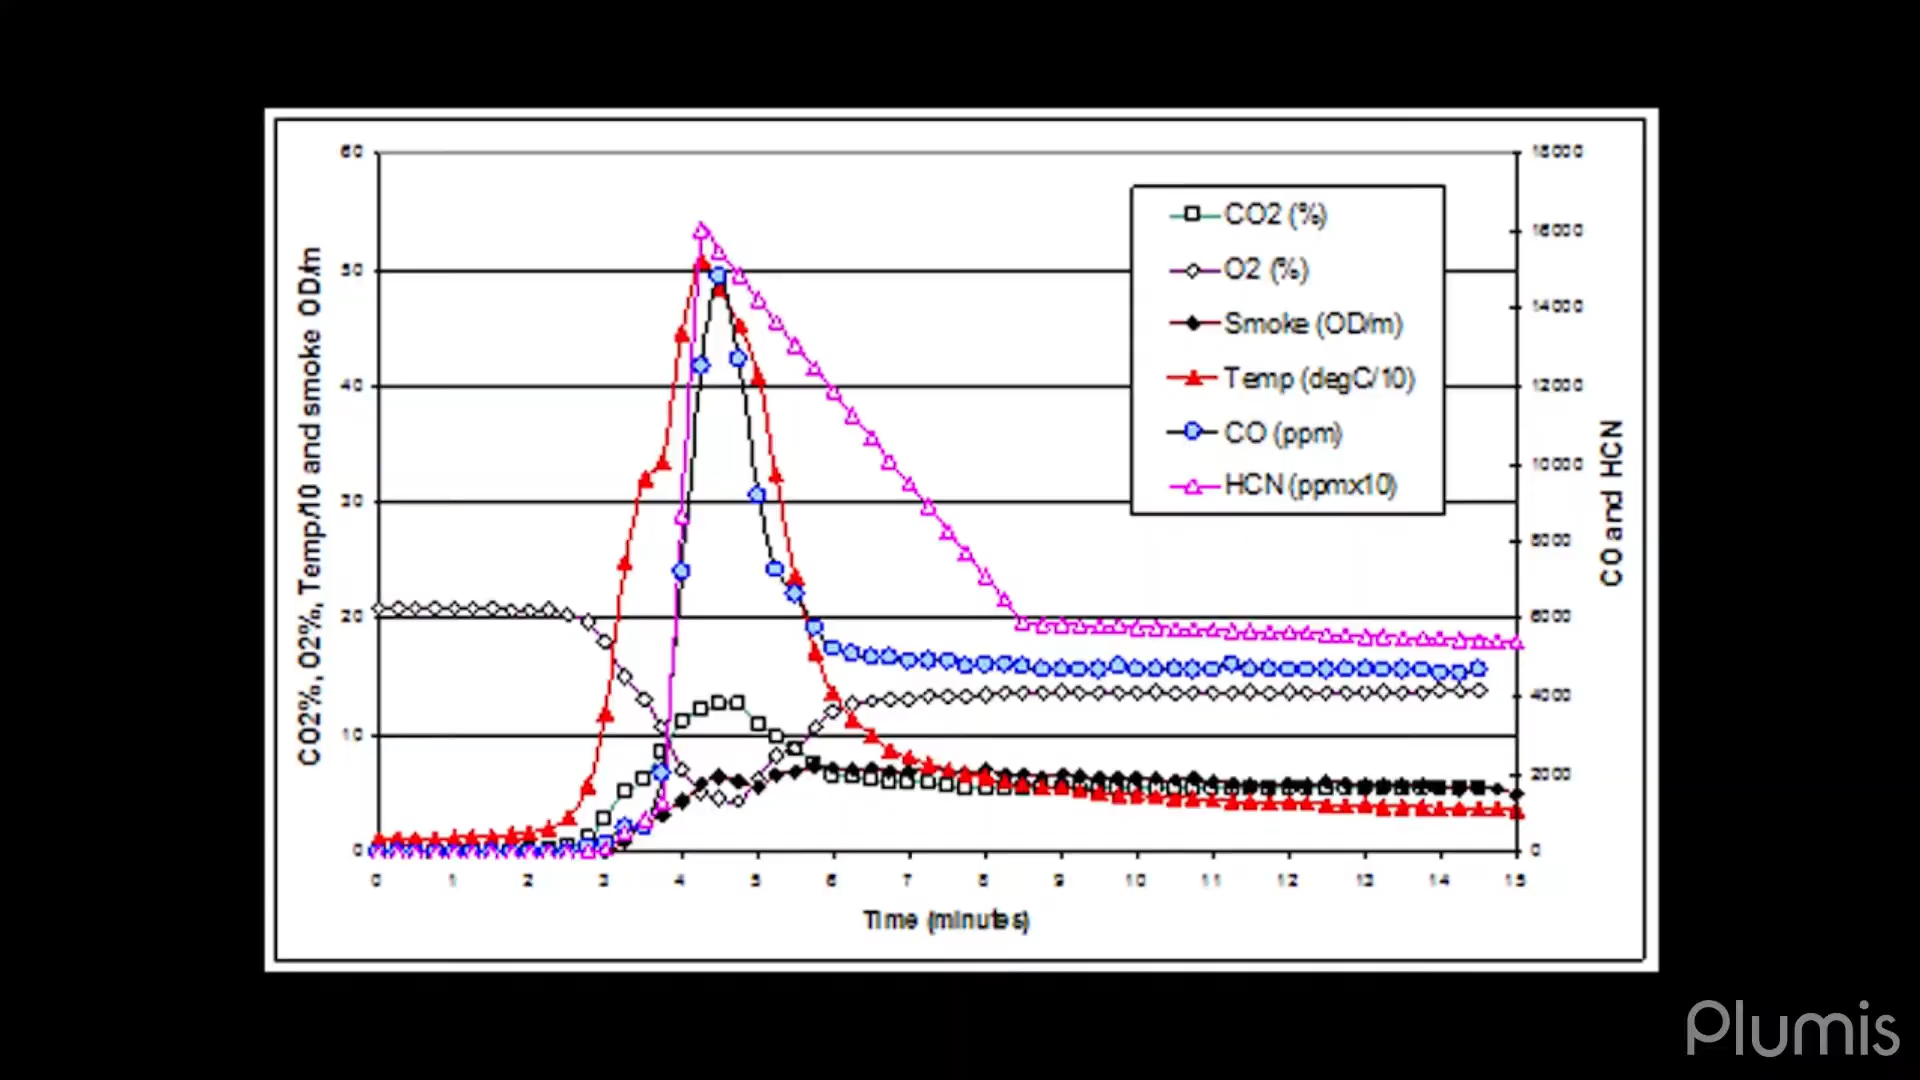 60
50
40
30
20
10
0
18000
16000
14000
12000
10000
8000
6000
4000
2000
0
CO2%, O2%, Temp/10 and smoke OD/m
CO2 (%)
O2 (%)
Smoke (OD/m)
Temp (degC/10)
CO (ppm)
HCN (ppmx10)
CO and HCN
0 1 2 3 4 5 6 7 8 9 10 11 12 13 14 15
Time (minutes)
Plumis